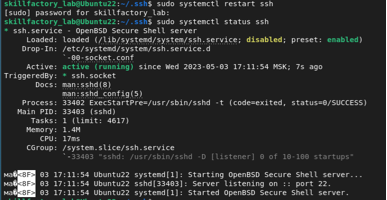 skillfactory_lab@Ubuntu22:~/.ssh$ sudo systemctl restart ssh
[sudo] password for skillfactory_lab:
skillfactory_lab@Ubuntu22:~/.ssh$ sudo systemctl status ssh
* ssh.service - OpenBSD Secure Shell server
Loaded: loaded (/lib/systemd/system/ssh.service; disabled; preset: enabled)
Drop-In: /etc/systemd/system/ssh.service.d
`-00-socket.conf
Active: active (running) since Wed 2023-05-03 17:11:54 MSK; 7s ago
TriggeredBy: * ssh.socket
Docs: man:sshd(8)
man:sshd_config(5)
Process: 33402 ExecStartPre=/usr/sbin/sshd -t (code=exited, status=0/SUCCESS)
Main PID: 33403 (sshd)
Tasks: 1 (limit: 4617)
Memory: 1.4M
CPU: 17ms
CGroup: /system.slice/ssh.service
`-33403 "sshd: /usr/sbin/sshd -D [listener] 0 of 10-100 startups"
ма�<8F> 03 17:11:54 Ubuntu22 systemd[1]: Starting OpenBSD Secure Shell server...
ма�<8F> 03 17:11:54 Ubuntu22 sshd[33403]: Server listening on :: port 22.
ма�<8F> 03 17:11:54 Ubuntu22 systemd[1]: Started OpenBSD Secure Shell server.